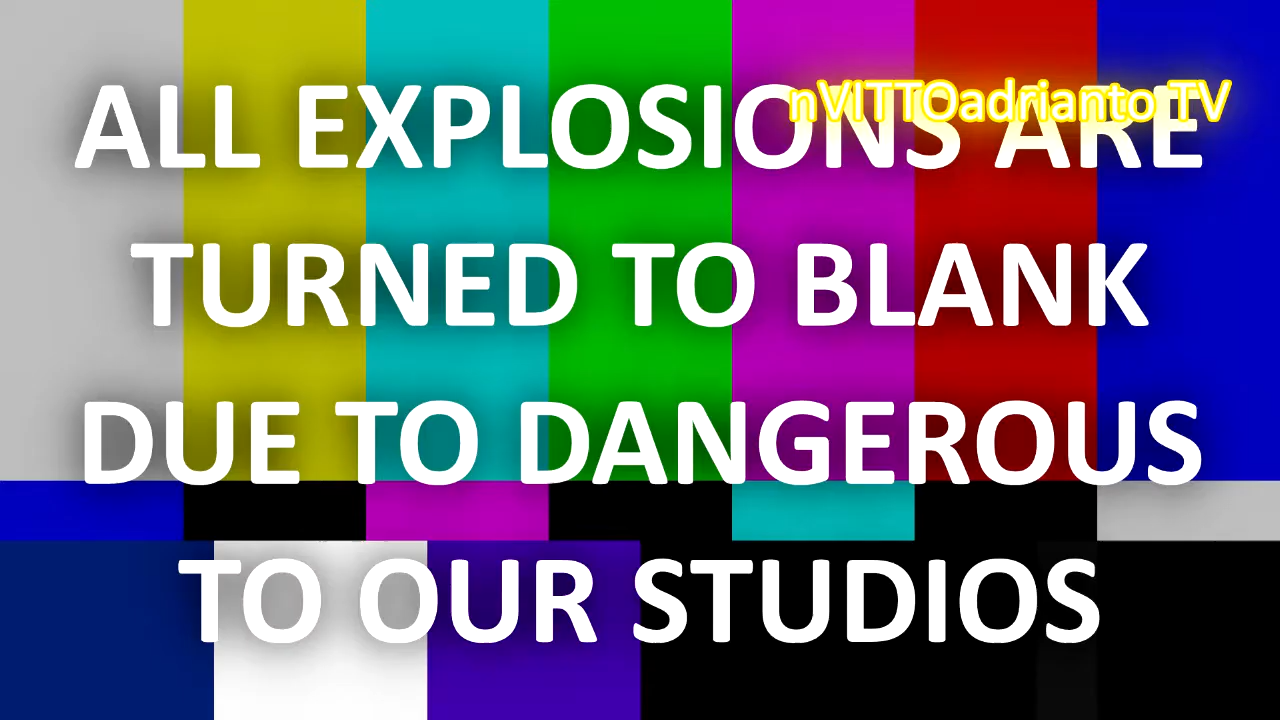 nVITTOadrianto TV
ALL EXPLOSIONS ARE
TURNED TO BLANK
DUE TO DANGEROUS
TO OUR STUDIOS